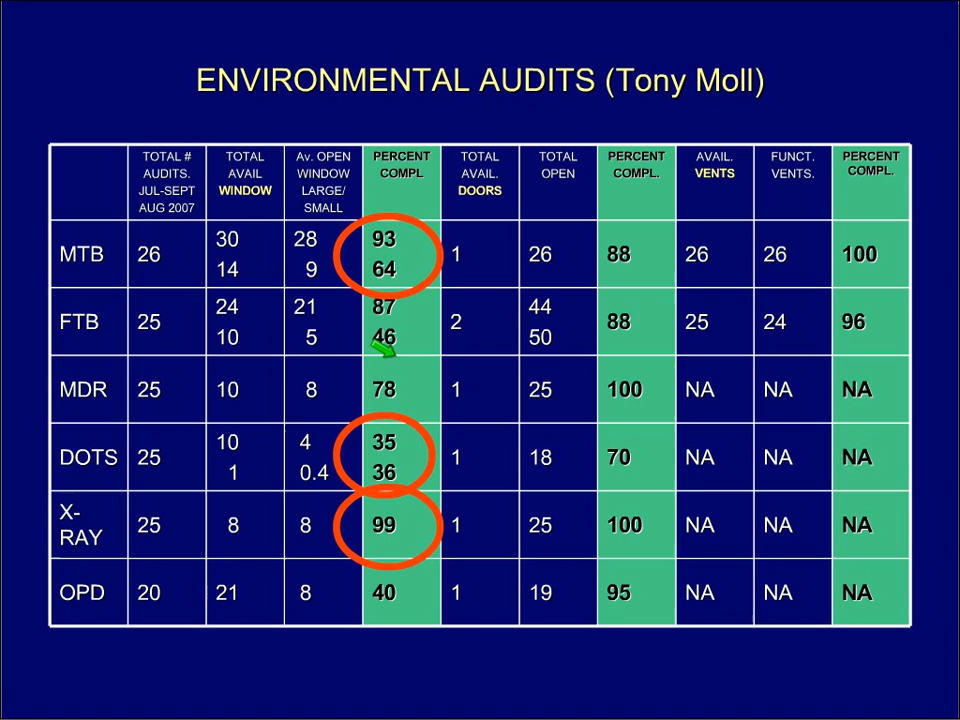 ENVIRONMENTAL AUDITS (Tony Moll)
TOTAL # AUDITS. JUL-SEPT AUG 2007 TOTAL AVAIL WINDOW Av. OPEN WINDOW LARGE/ SMALL PERCENT COMPL TOTAL AVAIL. DOORS TOTAL OPEN PERCENT COMPL. AVAIL. VENTS FUNCT. VENTS. PERCENT COMPL.
MTB 26 30 14 28 9 93 64 1 26 88 26 26 100
FTB 25 24 10 21 5 87 46 2 44 50 88 25 24 96
MDR 25 10 8 78 1 25 100 NA NA NA
DOTS 25 10 1 4 0.4 35 36 1 18 70 NA NA NA
X-RAY 25 8 8 99 1 25 100 NA NA NA
OPD 20 21 8 40 1 19 95 NA NA NA